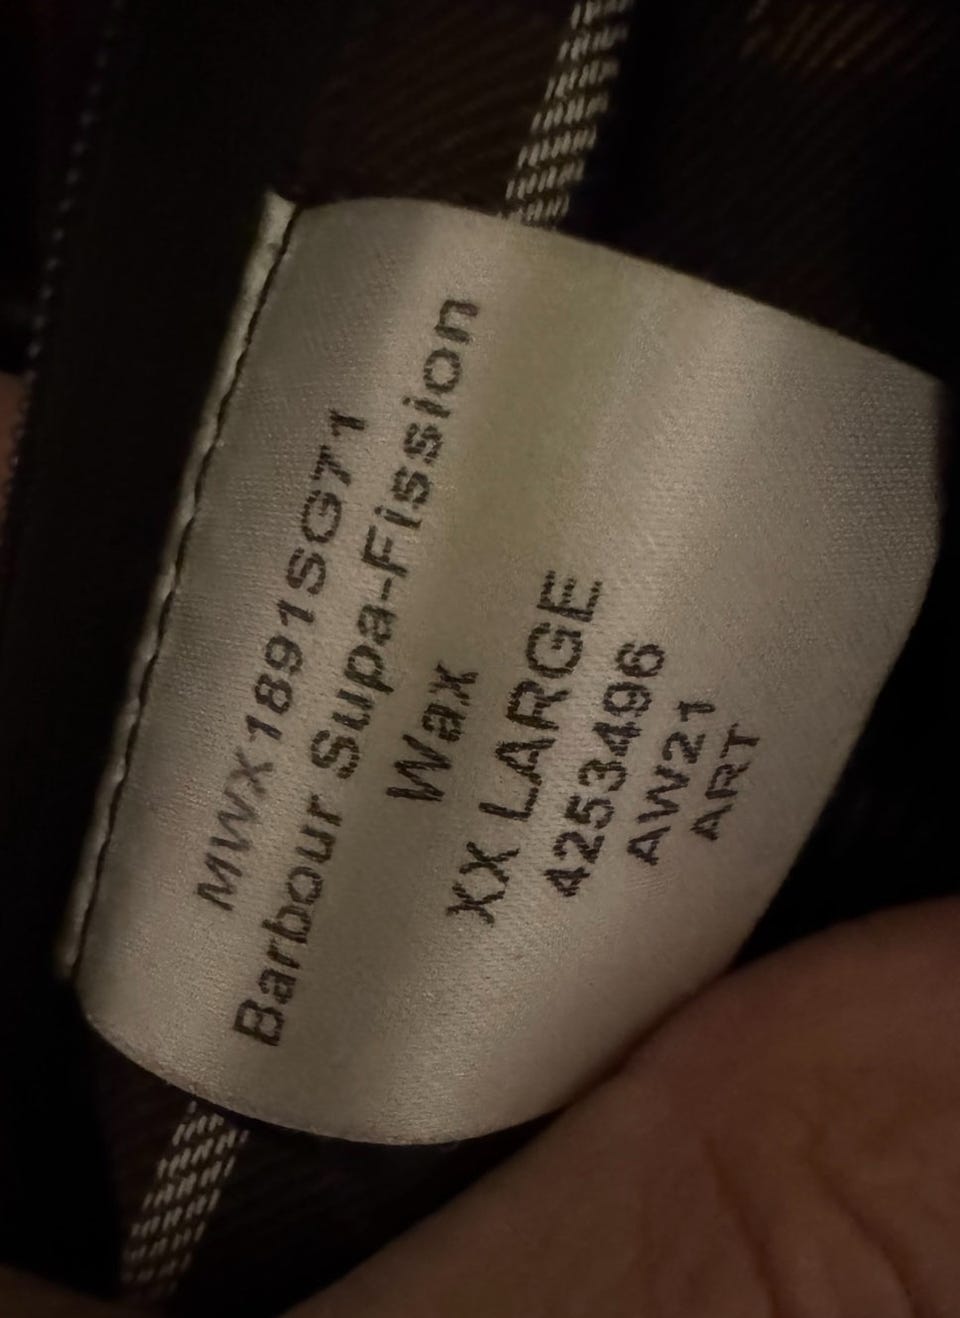 MWX1891SG71
Barbour Supa-Fission
Wax
XX LARGE
4253496
AW21
ART